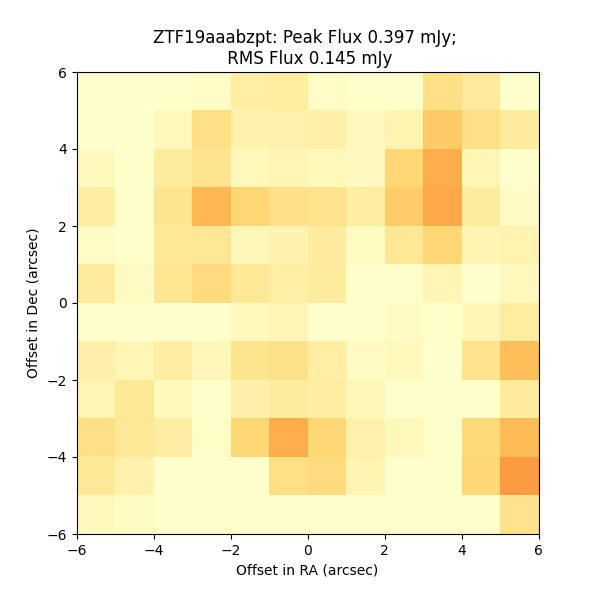 ZTF19aaabzpt: Peak Flux 0.397 mJy;
RMS Flux 0.145 mJy
6
4
2
0
−2
−4
−6
Offset in Dec (arcsec)
−6 −4 −2 0 2 4 6
Offset in RA (arcsec)